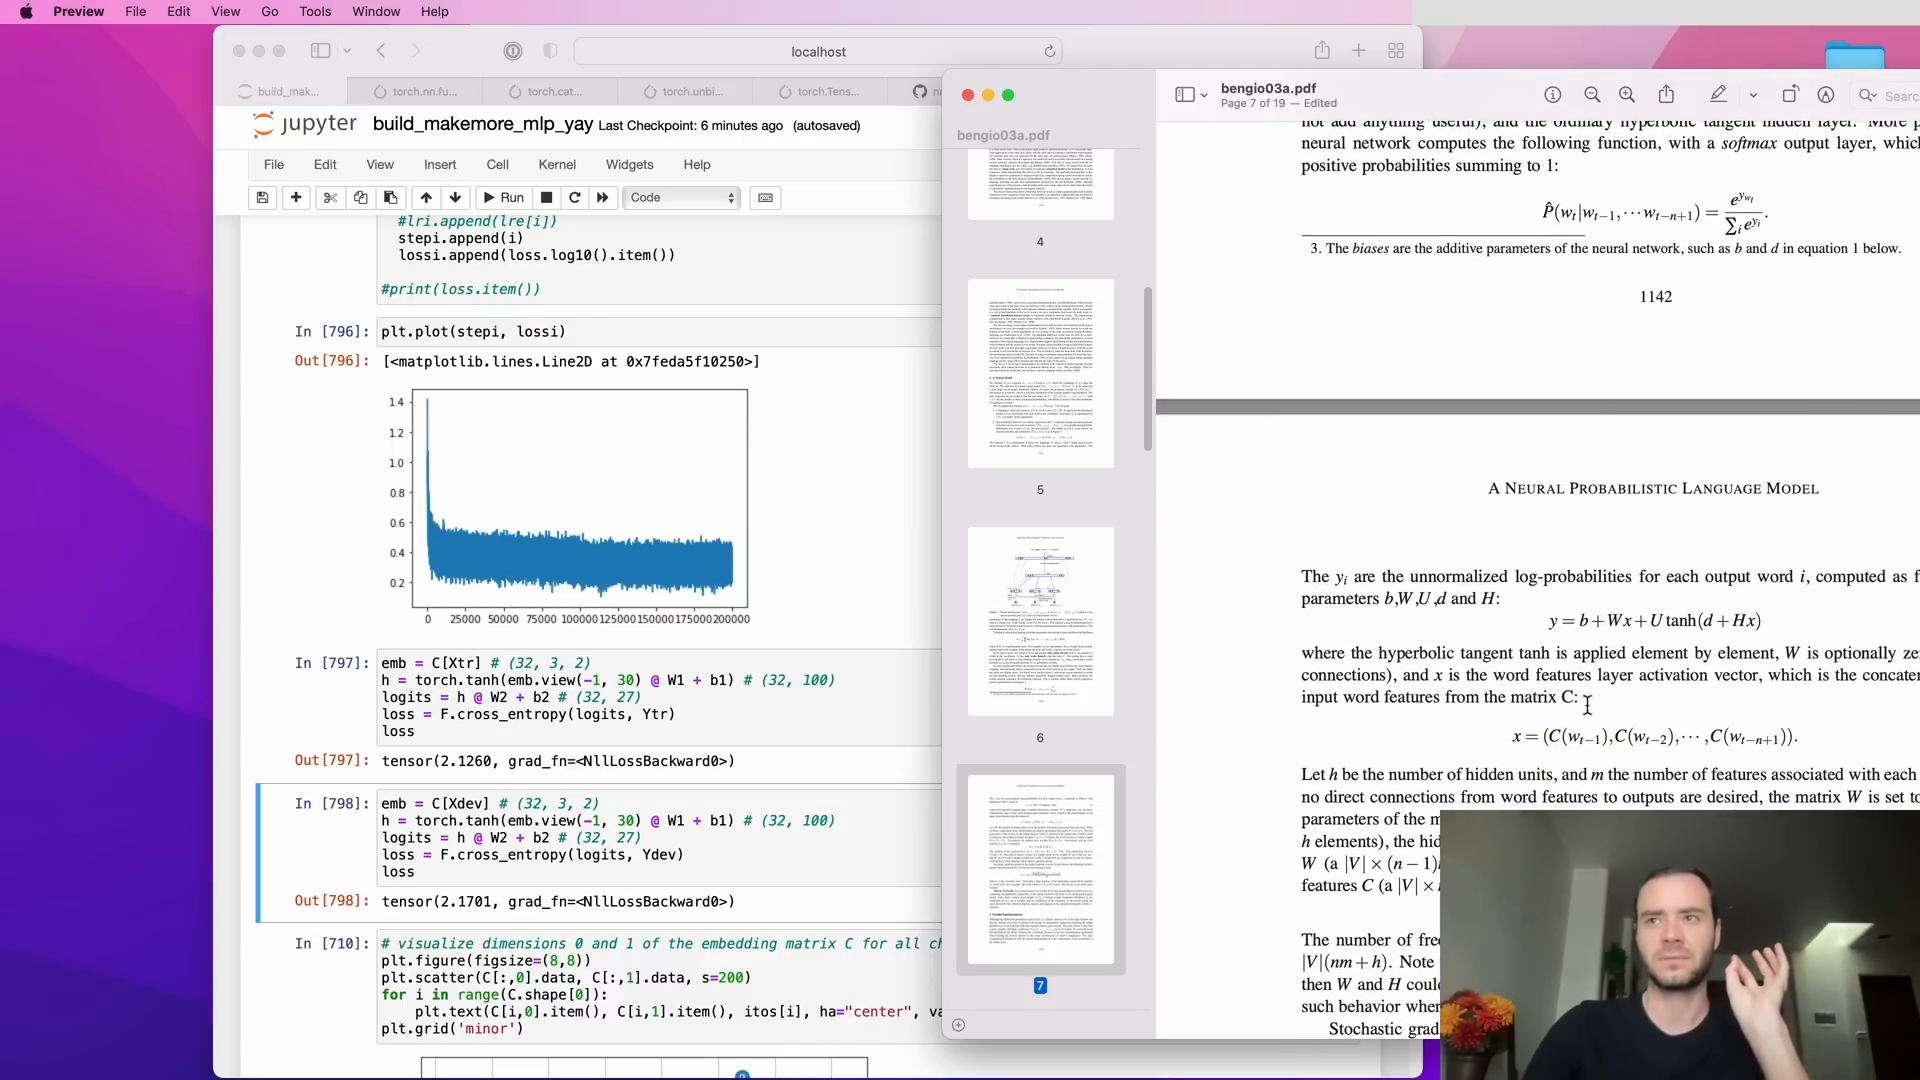 Preview File Edit View Go Tools Window Help
localhost
build_mak...
torch.nn.fu...
torch.cat...
torch.unbi...
torch.Tens...
jupyter build_makemore_mlp_yay Last Checkpoint: 6 minutes ago (autosaved)
File Edit View Insert Cell Kernel Widgets Help
Run Code
#lri.append(lre[i])
stepi.append(i)
lossi.append(loss.log10().item())
#print(loss.item())
In [796]: plt.plot(stepi, lossi)
Out[796]: [<matplotlib.lines.Line2D at 0x7feda5f10250>]
1.4
1.2
1.0
0.8
0.6
0.4
0.2
0 25000 50000 75000 100000 125000 150000 175000 200000
In [797]: emb = C[Xtr] # (32, 3, 2)
h = torch.tanh(emb.view(-1, 30) @ W1 + b1) # (32, 100)
logits = h @ W2 + b2 # (32, 27)
loss = F.cross_entropy(logits, Ytr)
loss
Out[797]: tensor(2.1260, grad_fn=<NllLossBackward0>)
In [798]: emb = C[Xdev] # (32, 3, 2)
h = torch.tanh(emb.view(-1, 30) @ W1 + b1) # (32, 100)
logits = h @ W2 + b2 # (32, 27)
loss = F.cross_entropy(logits, Ydev)
loss
Out[798]: tensor(2.1701, grad_fn=<NllLossBackward0>)
In [710]: # visualize dimensions 0 and 1 of the embedding matrix C for all ch
plt.figure(figsize=(8,8))
plt.scatter(C[:,0].data, C[:,1].data, s=200)
for i in range(C.shape[0]):
plt.text(C[i,0].item(), C[i,1].item(), itos[i], ha="center", va
plt.grid('minor')
bengio03a.pdf
Page 7 of 19 — Edited
Searc
bengio03a.pdf
4
5
6
7
not add anything useful), and the ordinary hyperbolic tangent hidden layer. More p
neural network computes the following function, with a softmax output layer, whic
positive probabilities summing to 1:
P̂(w_t|w_{t−1},⋯w_{t−n+1}) = e^{y_{w_t}} / ∑_i e^{y_i}.
3. The biases are the additive parameters of the neural network, such as b and d in equation 1 below.
1142
A NEURAL PROBABILISTIC LANGUAGE MODEL
The y_i are the unnormalized log-probabilities for each output word i, computed as f
parameters b,W,U,d and H:
y = b+Wx+U tanh(d+Hx)
where the hyperbolic tangent tanh is applied element by element, W is optionally ze
connections), and x is the word features layer activation vector, which is the concate
input word features from the matrix C:
x = (C(w_{t−1}),C(w_{t−2}),⋯,C(w_{t−n+1})).
Let h be the number of hidden units, and m the number of features associated with each
no direct connections from word features to outputs are desired, the matrix W is set to
parameters of the m
h elements), the hid
W (a |V| × (n − 1)
features C (a |V| ×
The number of fre
|V|(nm+h). Note
then W and H coul
such behavior whe
Stochastic grad